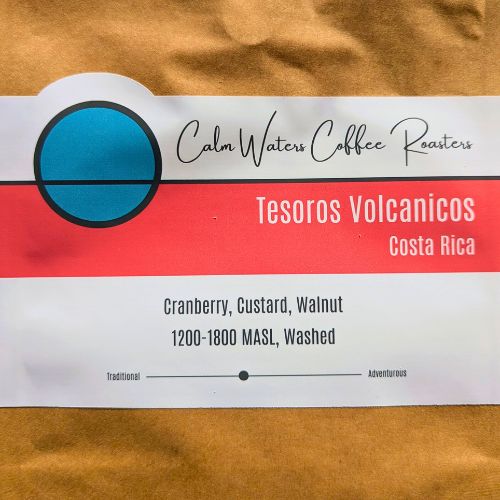 Calm Waters Coffee Roasters
Tesoros Volcanicos
Costa Rica
Cranberry, Custard, Walnut
1200-1800 MASL, Washed
Traditional Adventurous